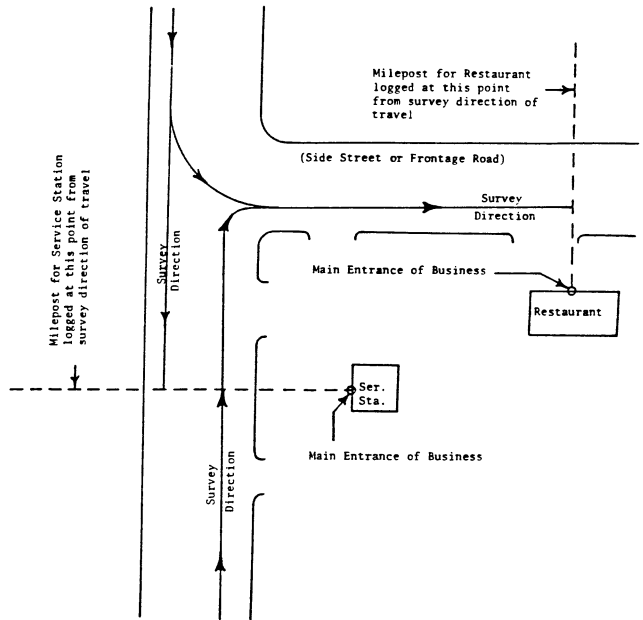 Milepost for Restaurant
logged at this point
from survey direction of
travel
(Side Street or Frontage Road)
Survey
Direction
Milepost for Service Station
logged at this point from
survey direction of travel
Survey
Direction
Main Entrance of Business
Restaurant
Ser.
Sta.
Main Entrance of Business
Survey
Direction